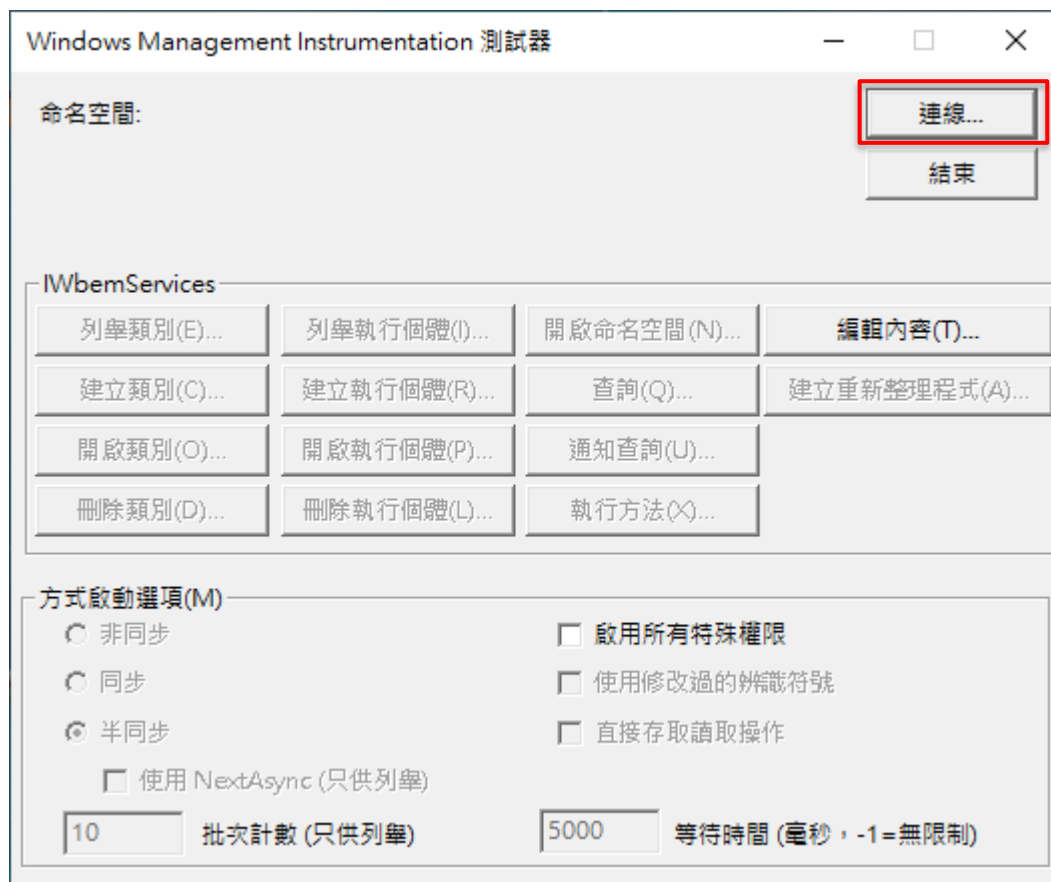 Windows Management Instrumentation 測試器
命名空間:
連線...
結束
IWbemServices
列舉類別(E)...
列舉執行個體(I)...
開啟命名空間(N)...
編輯內容(T)...
建立類別(C)...
建立執行個體(R)...
查詢(Q)...
建立重新整理程式(A)...
開啟類別(O)...
開啟執行個體(P)...
通知查詢(U)...
刪除類別(D)...
刪除執行個體(L)...
執行方法(X)...
方式啟動選項(M)
非同步
啟用所有特殊權限
同步
使用修改過的辨識符號
半同步
直接存取讀取操作
使用 NextAsync (只供列舉)
10
批次計數 (只供列舉)
5000
等待時間 (毫秒，-1=無限制)